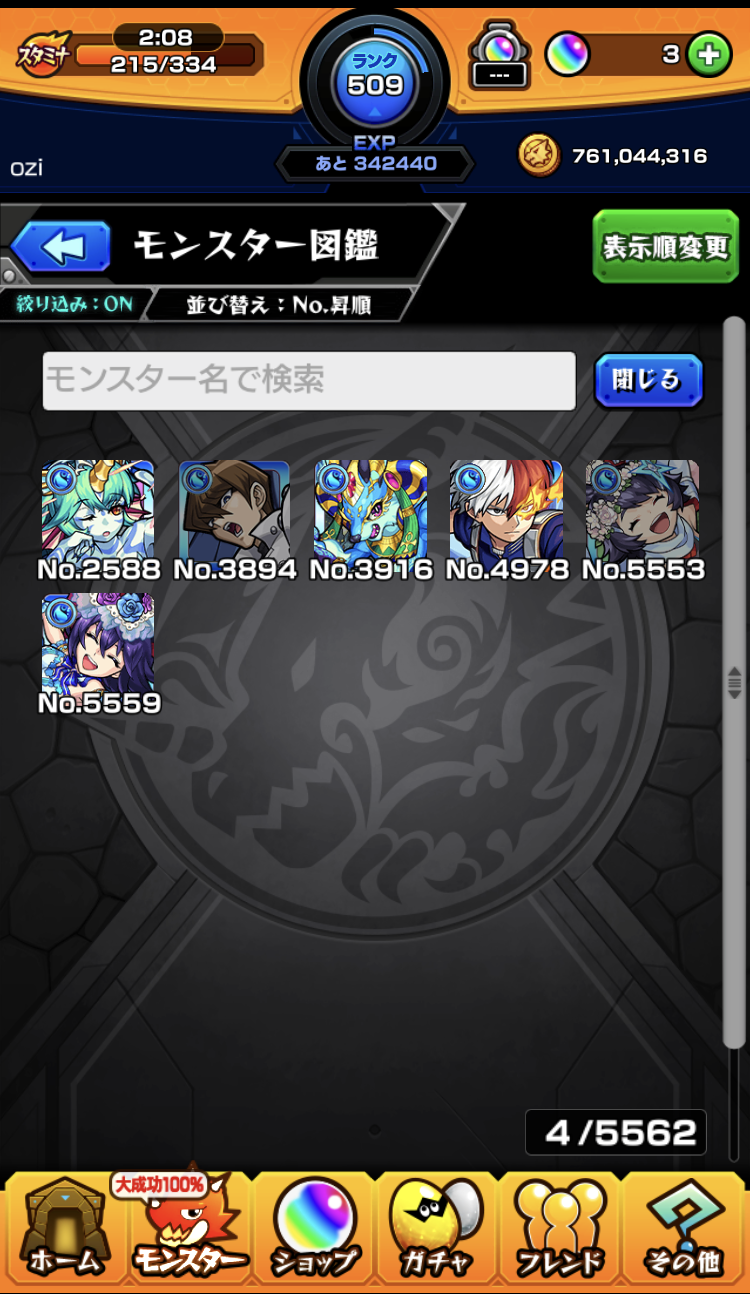 スタミナ
2:08
215/334
ランク
509
EXP
あと 342440
---
3
ozi
761,044,316
モンスター図鑑
表示順変更
絞り込み：ON
並び替え：No.昇順
モンスター名で検索
閉じる
No.2588 No.3894 No.3916 No.4978 No.5553
No.5559
4/5562
大成功100%
ホーム モンスター ショップ ガチャ フレンド その他